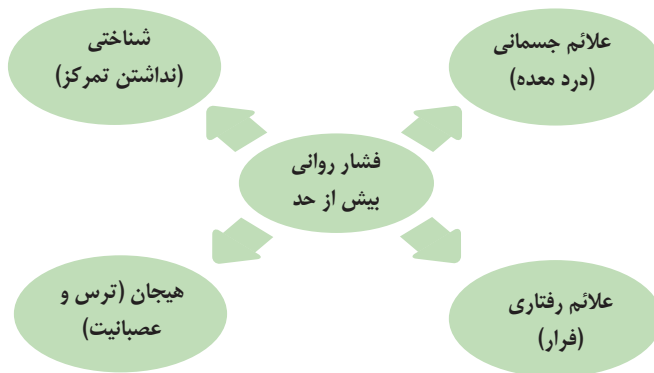 علائم جسمانی
(درد معده)
شناختی
(نداشتن تمرکز)
فشار روانی
بیش از حد
علائم رفتاری
(فرار)
هیجان (ترس و
عصبانیت)